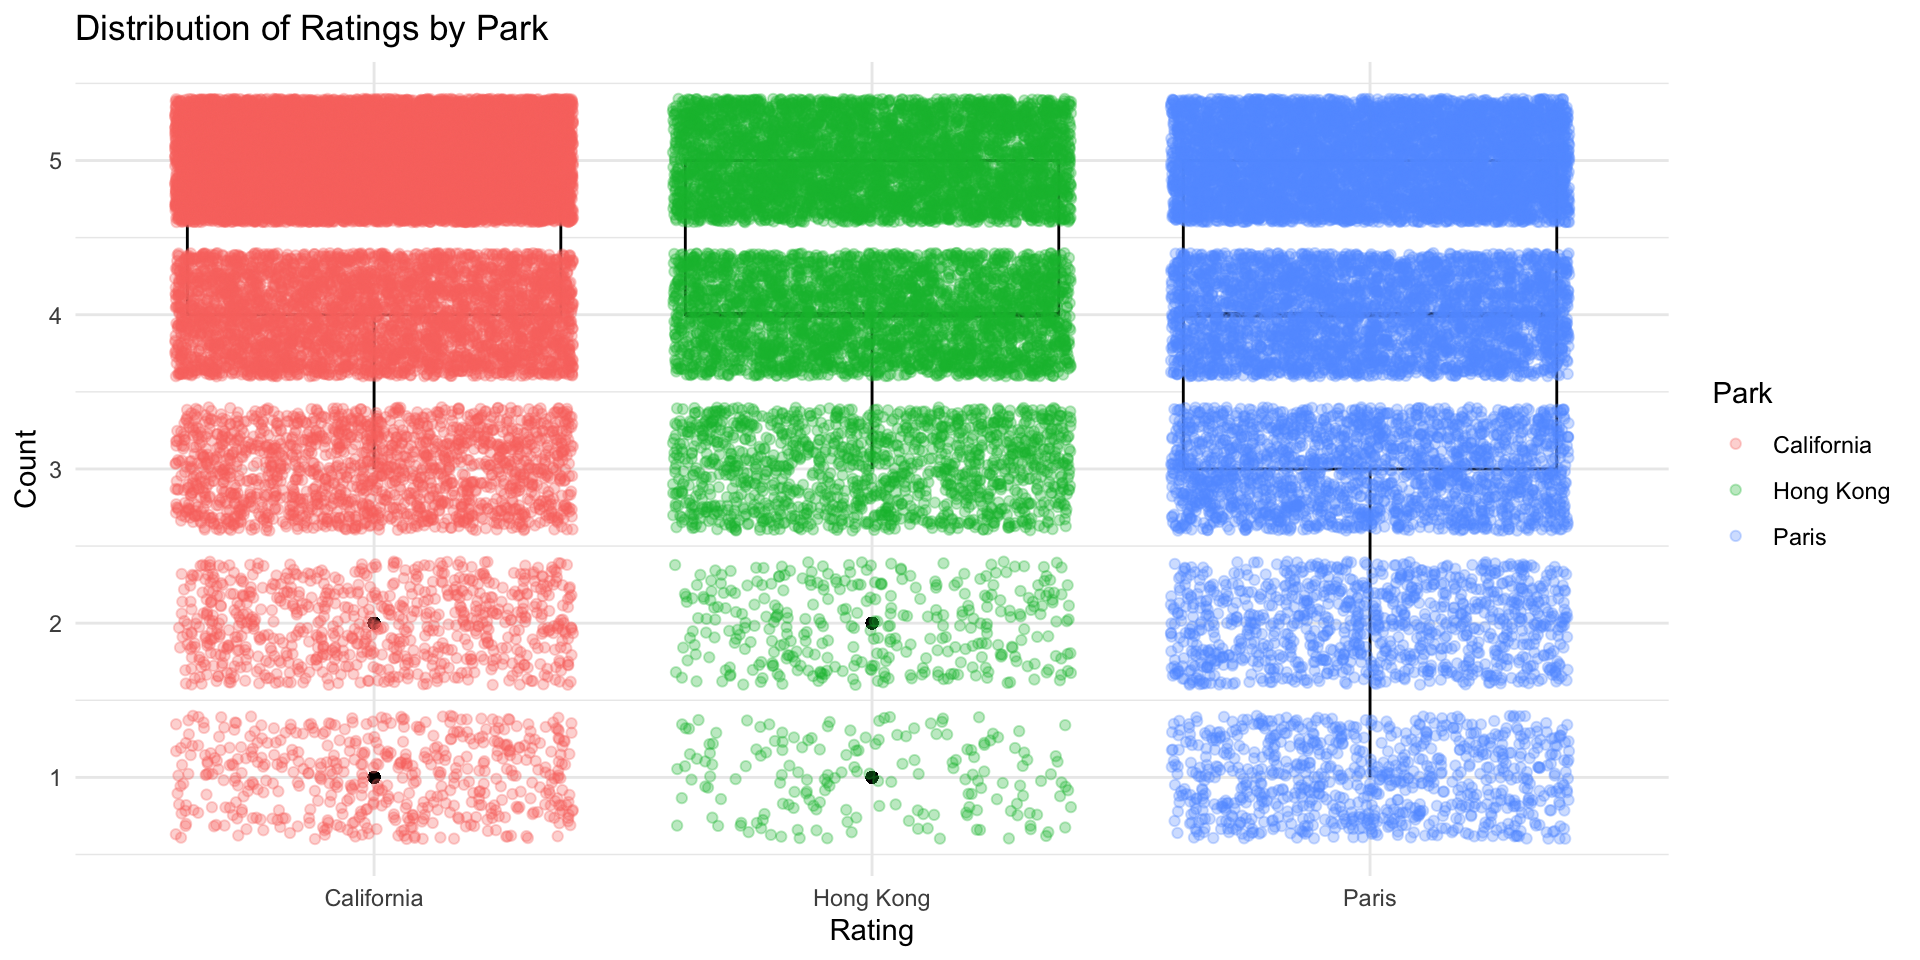 Distribution of Ratings by Park
Count
5
4
3
2
1
California
Hong Kong
Paris
Rating
Park
California
Hong Kong
Paris